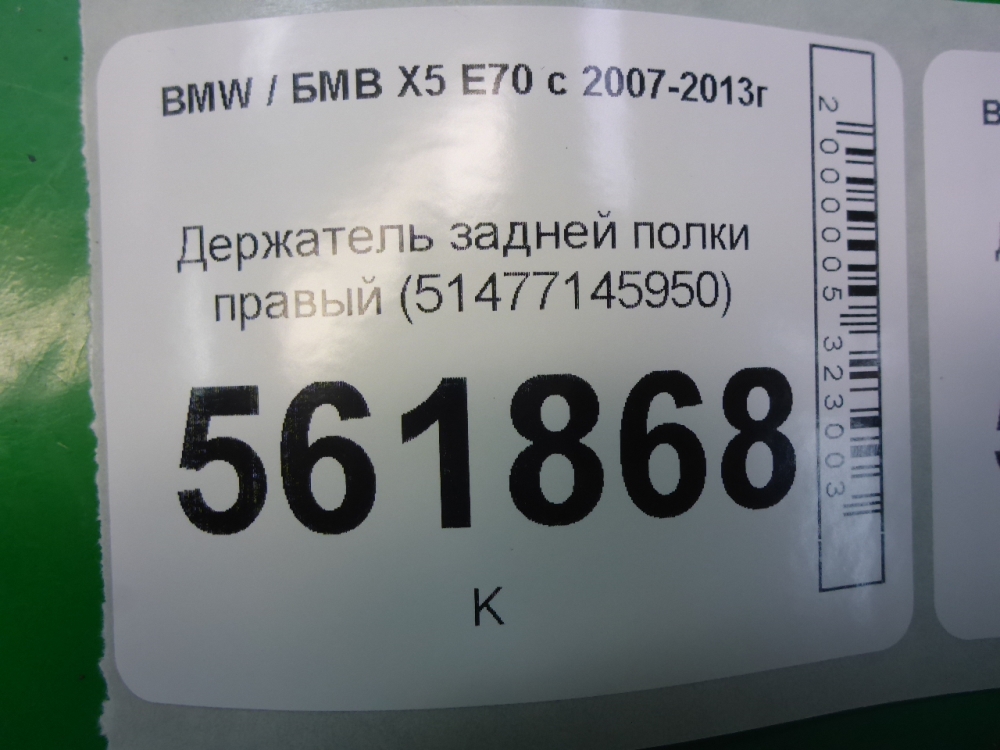 BMW / БМВ X5 E70 с 2007-2013г
Держатель задней полки
правый (51477145950)
561868
K
2000005323003